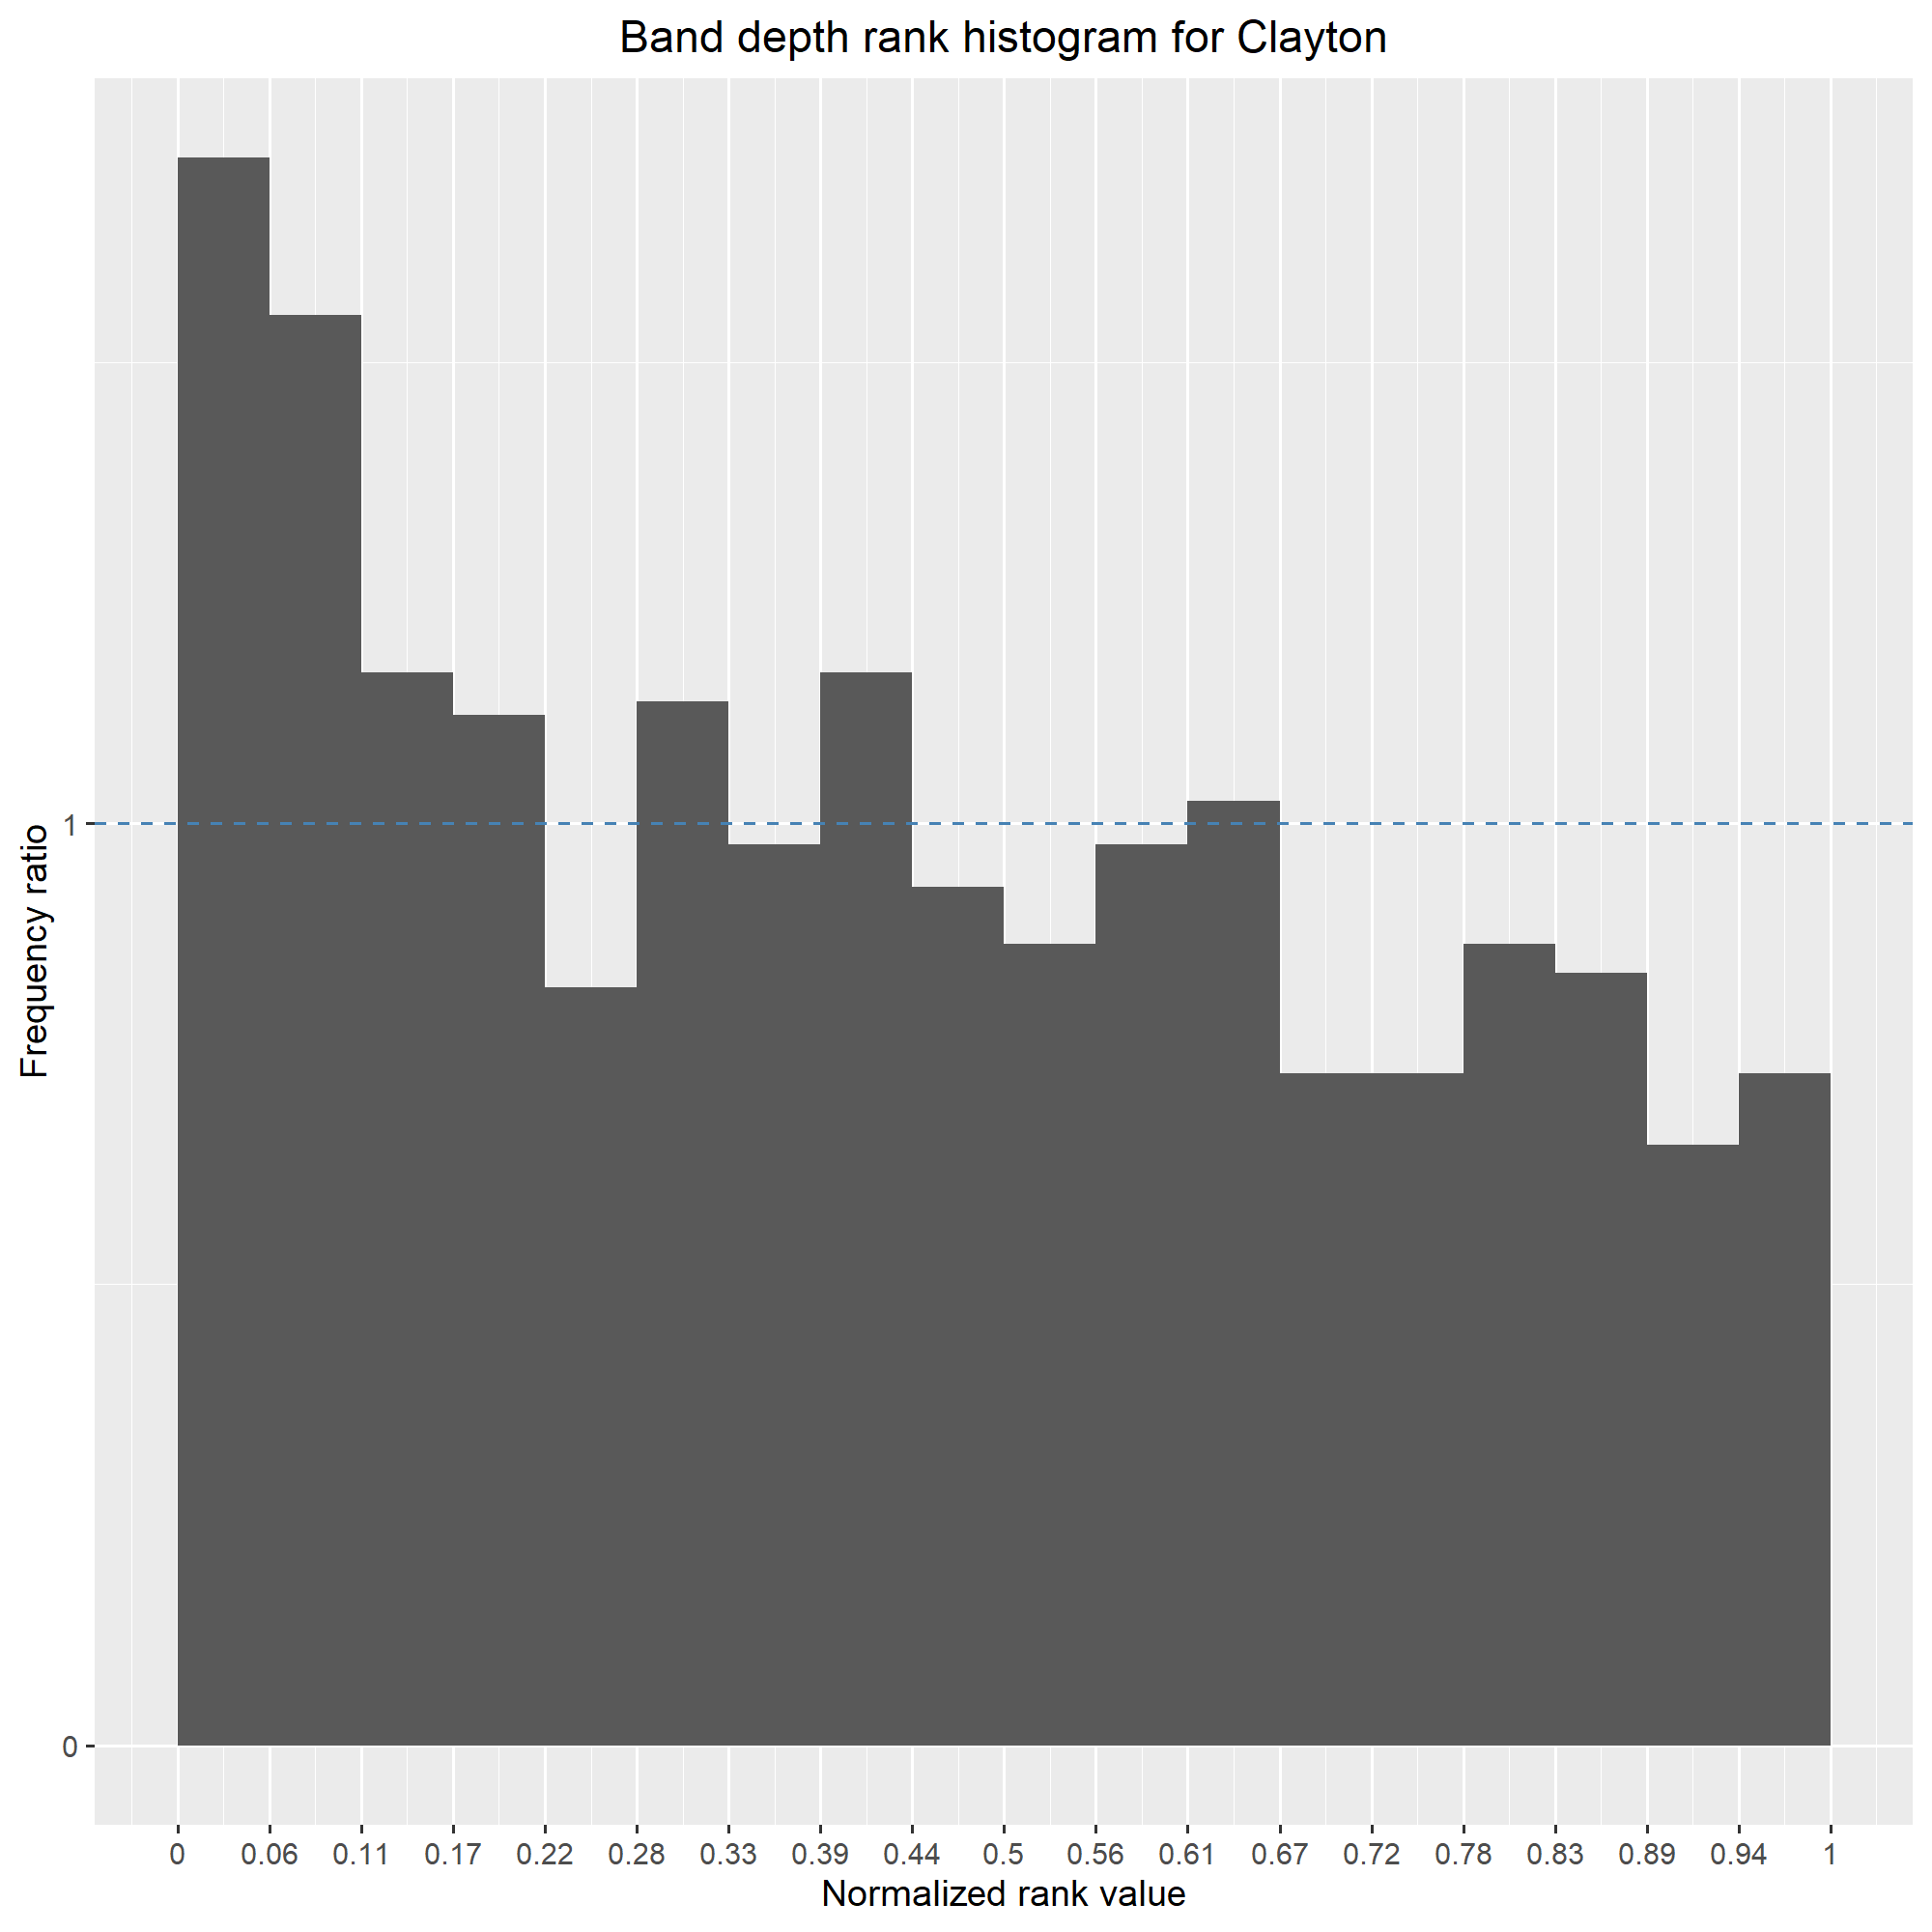 Band depth rank histogram for Clayton
Frequency ratio
1
0
0 0.06 0.11 0.17 0.22 0.28 0.33 0.39 0.44 0.5 0.56 0.61 0.67 0.72 0.78 0.83 0.89 0.94 1
Normalized rank value